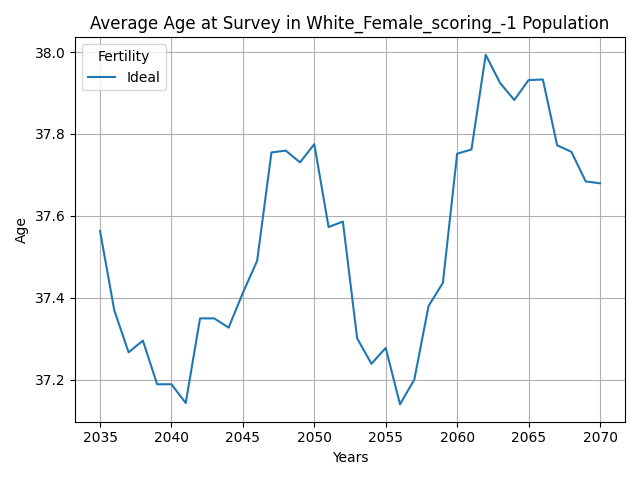 Average Age at Survey in White_Female_scoring_-1 Population
Fertility
Ideal
38.0
37.8
37.6
37.4
37.2
Age
2035 2040 2045 2050 2055 2060 2065 2070
Years